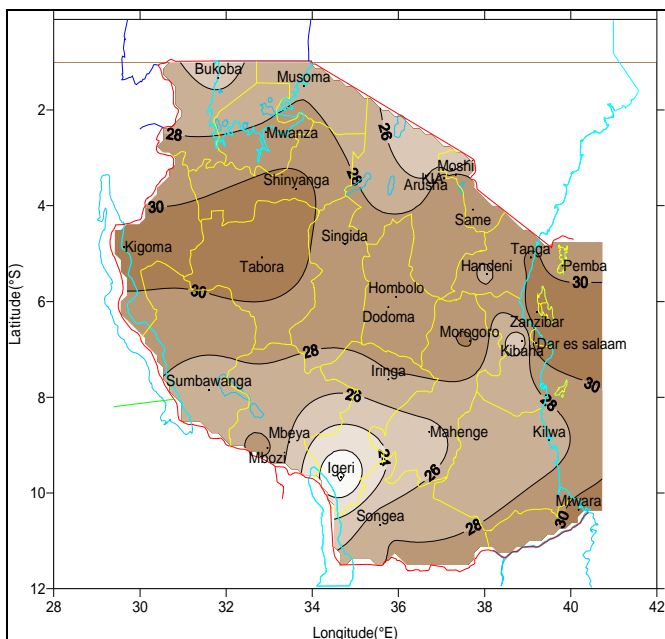 Bukoba
Musoma
2
28
Mwanza
26
Moshi
KIA
Shinyanga
28
Arusha
4
30
Same
Singida
Tanga
Kigoma
Tabora
Handeni
Pemba
30
6
30
Hombolo
Dodoma
Zanzibar
Morogoro
Dar es salaam
28
Kibaha
Iringa
Sumbawanga
30
8
28
28
Mbeya
Mahenge
Kilwa
Mbozi
24
Igeri
26
10
Mtwara
Songea
28
30
12
28
30
32
34
36
38
40
42
Latitude(°S)
Longitude(°E)